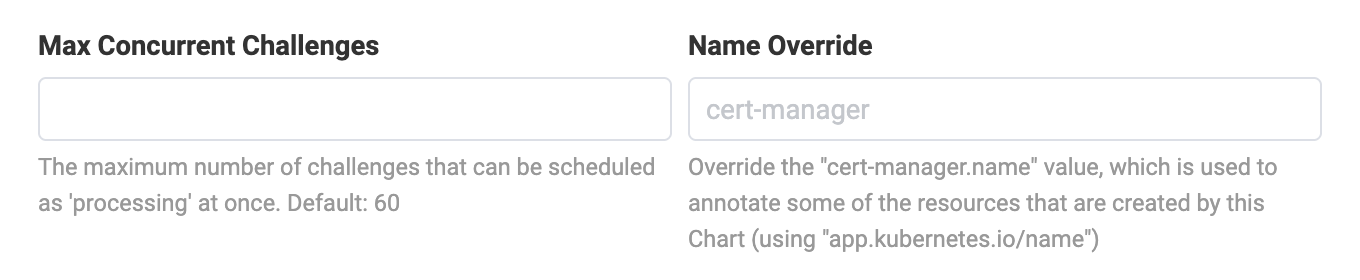 Max Concurrent Challenges
The maximum number of challenges that can be scheduled
as 'processing' at once. Default: 60
Name Override
cert-manager
Override the "cert-manager.name" value, which is used to
annotate some of the resources that are created by this
Chart (using "app.kubernetes.io/name")